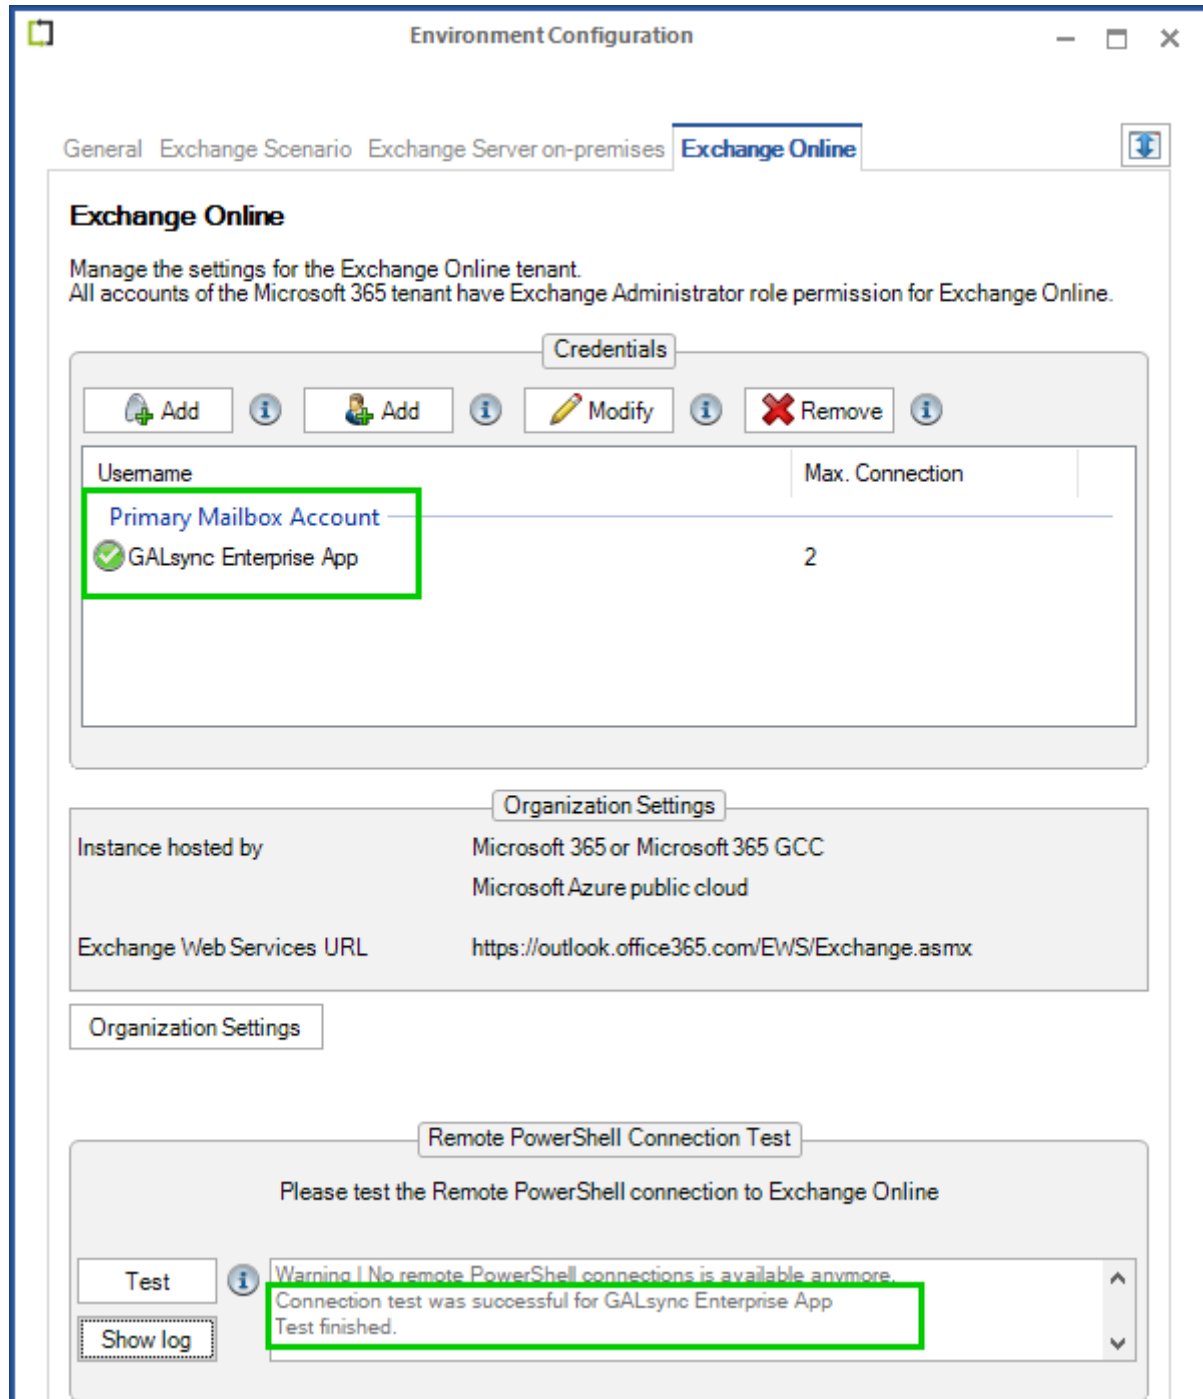 Environment Configuration
General Exchange Scenario Exchange Server on-premises Exchange Online
Exchange Online
Manage the settings for the Exchange Online tenant.
All accounts of the Microsoft 365 tenant have Exchange Administrator role permission for Exchange Online.
Credentials
Add Add Modify Remove
Username Max. Connection
Primary Mailbox Account
GALsync Enterprise App 2
Organization Settings
Instance hosted by Microsoft 365 or Microsoft 365 GCC
Microsoft Azure public cloud
Exchange Web Services URL https://outlook.office365.com/EWS/Exchange.asmx
Organization Settings
Remote PowerShell Connection Test
Please test the Remote PowerShell connection to Exchange Online
Test Warning | No remote PowerShell connections is available anymore.
Connection test was successful for GALsync Enterprise App
Test finished.
Show log